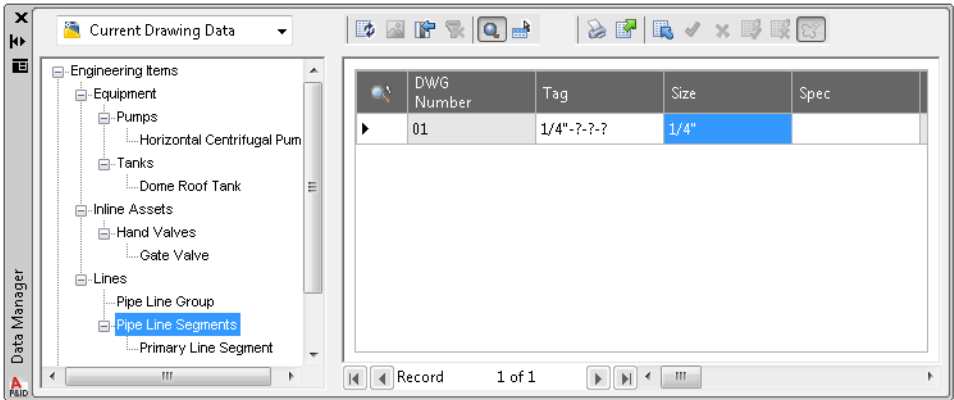 Current Drawing Data
Engineering Items
Equipment
Pumps
Horizontal Centrifugal Pum
Tanks
Dome Roof Tank
Inline Assets
Hand Valves
Gate Valve
Lines
Pipe Line Group
Pipe Line Segments
Primary Line Segment
DWG
Number
Tag
Size
Spec
01
1/4"-?-?-?
1/4"
Record
1 of 1
Data Manager
P&ID